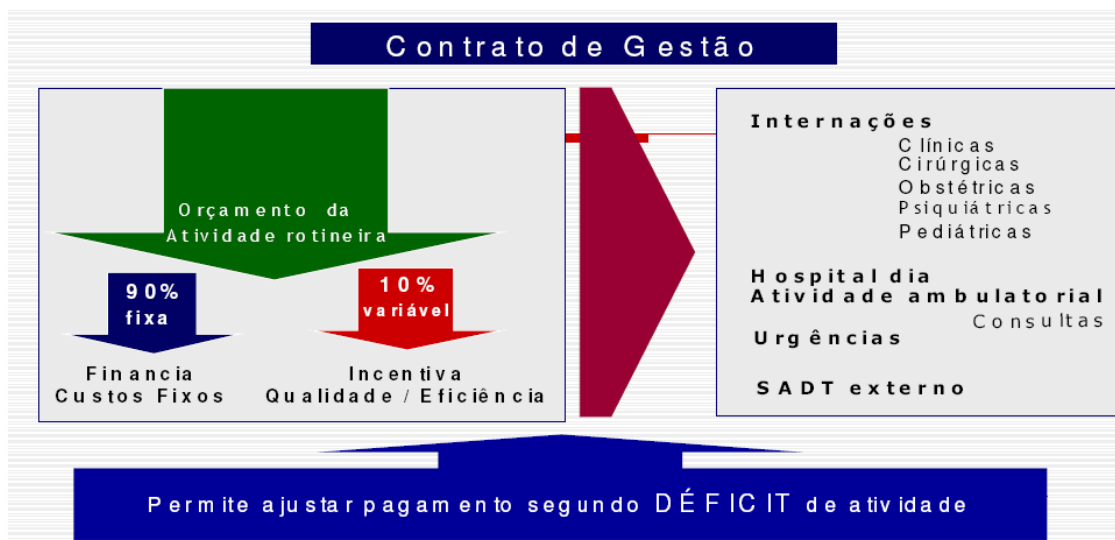 Contrato de Gestão
Orçamento da
Atividade rotineira
90%
fixa
10%
variável
Financia
Custos Fixos
Incentiva
Qualidade / Eficiência
Internações
Clínicas
Cirúrgicas
Obstétricas
Psiquiátricas
Pediátricas
Hospital dia
Atividade ambulatorial
Consultas
Urgências
SADT externo
Permite ajustar pagamento segundo DÉFICIT de atividade